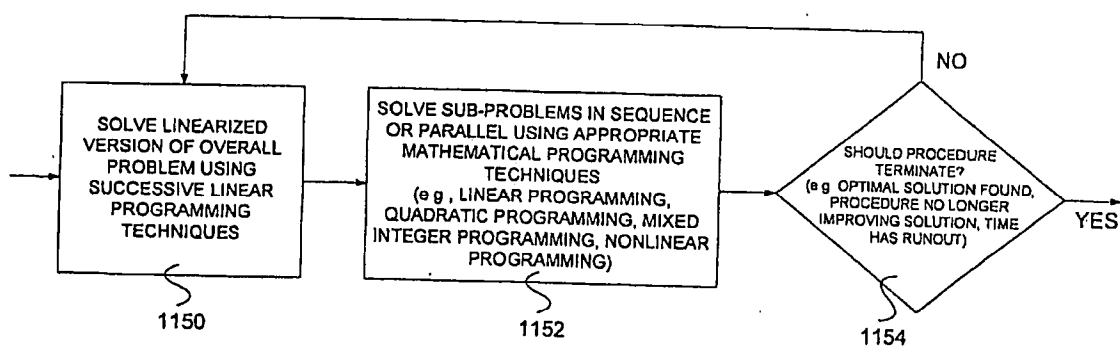 NO
SOLVE LINEARIZED
VERSION OF OVERALL
PROBLEM USING
SUCCESSIVE LINEAR
PROGRAMMING
TECHNIQUES
SOLVE SUB-PROBLEMS IN SEQUENCE
OR PARALLEL USING APPROPRIATE
MATHEMATICAL PROGRAMMING
TECHNIQUES
(e g , LINEAR PROGRAMMING,
QUADRATIC PROGRAMMING, MIXED
INTEGER PROGRAMMING, NONLINEAR
PROGRAMMING)
SHOULD PROCEDURE
TERMINATE?
(e g OPTIMAL SOLUTION FOUND,
PROCEDURE NO LONGER
IMPROVING SOLUTION, TIME
HAS RUNOUT)
YES
1150
1152
1154